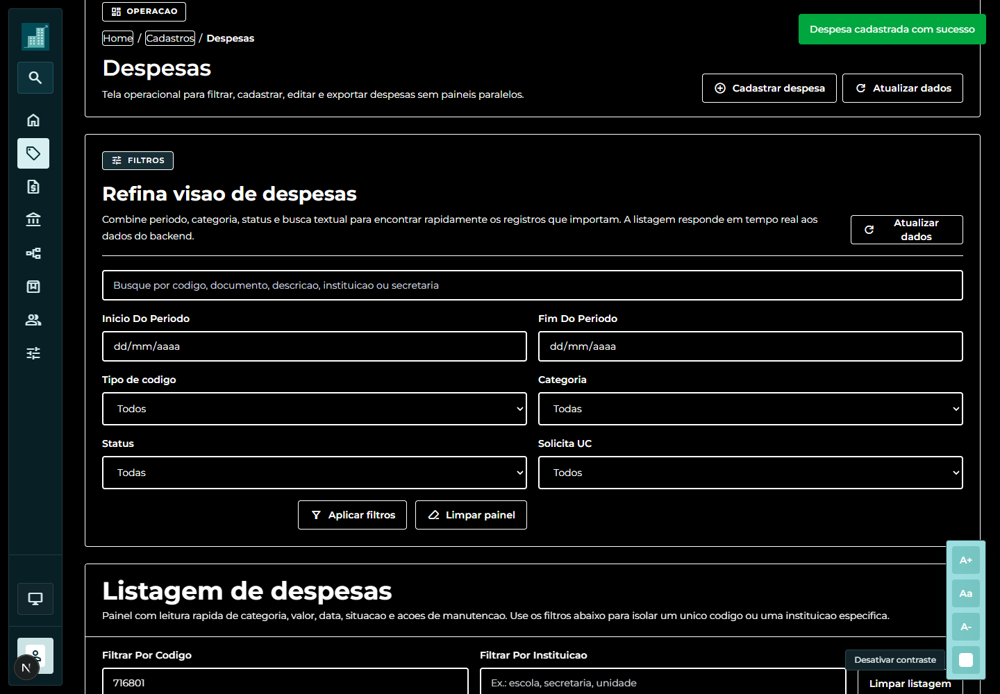 OPERACAO
Home / Cadastros / Despesas
Despesa cadastrada com sucesso
Despesas
Tela operacional para filtrar, cadastrar, editar e exportar despesas sem paineis paralelos.
Cadastrar despesa
Atualizar dados
FILTROS
Refina visao de despesas
Combine periodo, categoria, status e busca textual para encontrar rapidamente os registros que importam. A listagem responde em tempo real aos
dados do backend.
Atualizar
dados
Busque por codigo, documento, descricao, instituicao ou secretaria
Inicio Do Periodo
Fim Do Periodo
dd/mm/aaaa
dd/mm/aaaa
Tipo de codigo
Categoria
Todos
Todas
Status
Solicita UC
Todas
Todos
Aplicar filtros
Limpar painel
A+
Aa
A-
Listagem de despesas
Painel com leitura rapida de categoria, valor, data, situacao e acoes de manutencao. Use os filtros abaixo para isolar um unico codigo ou uma instituicao especifica.
Filtrar Por Codigo
Filtrar Por Instituicao
Desativar contraste
716801
Ex.: escola, secretaria, unidade
Limpar listagem
N